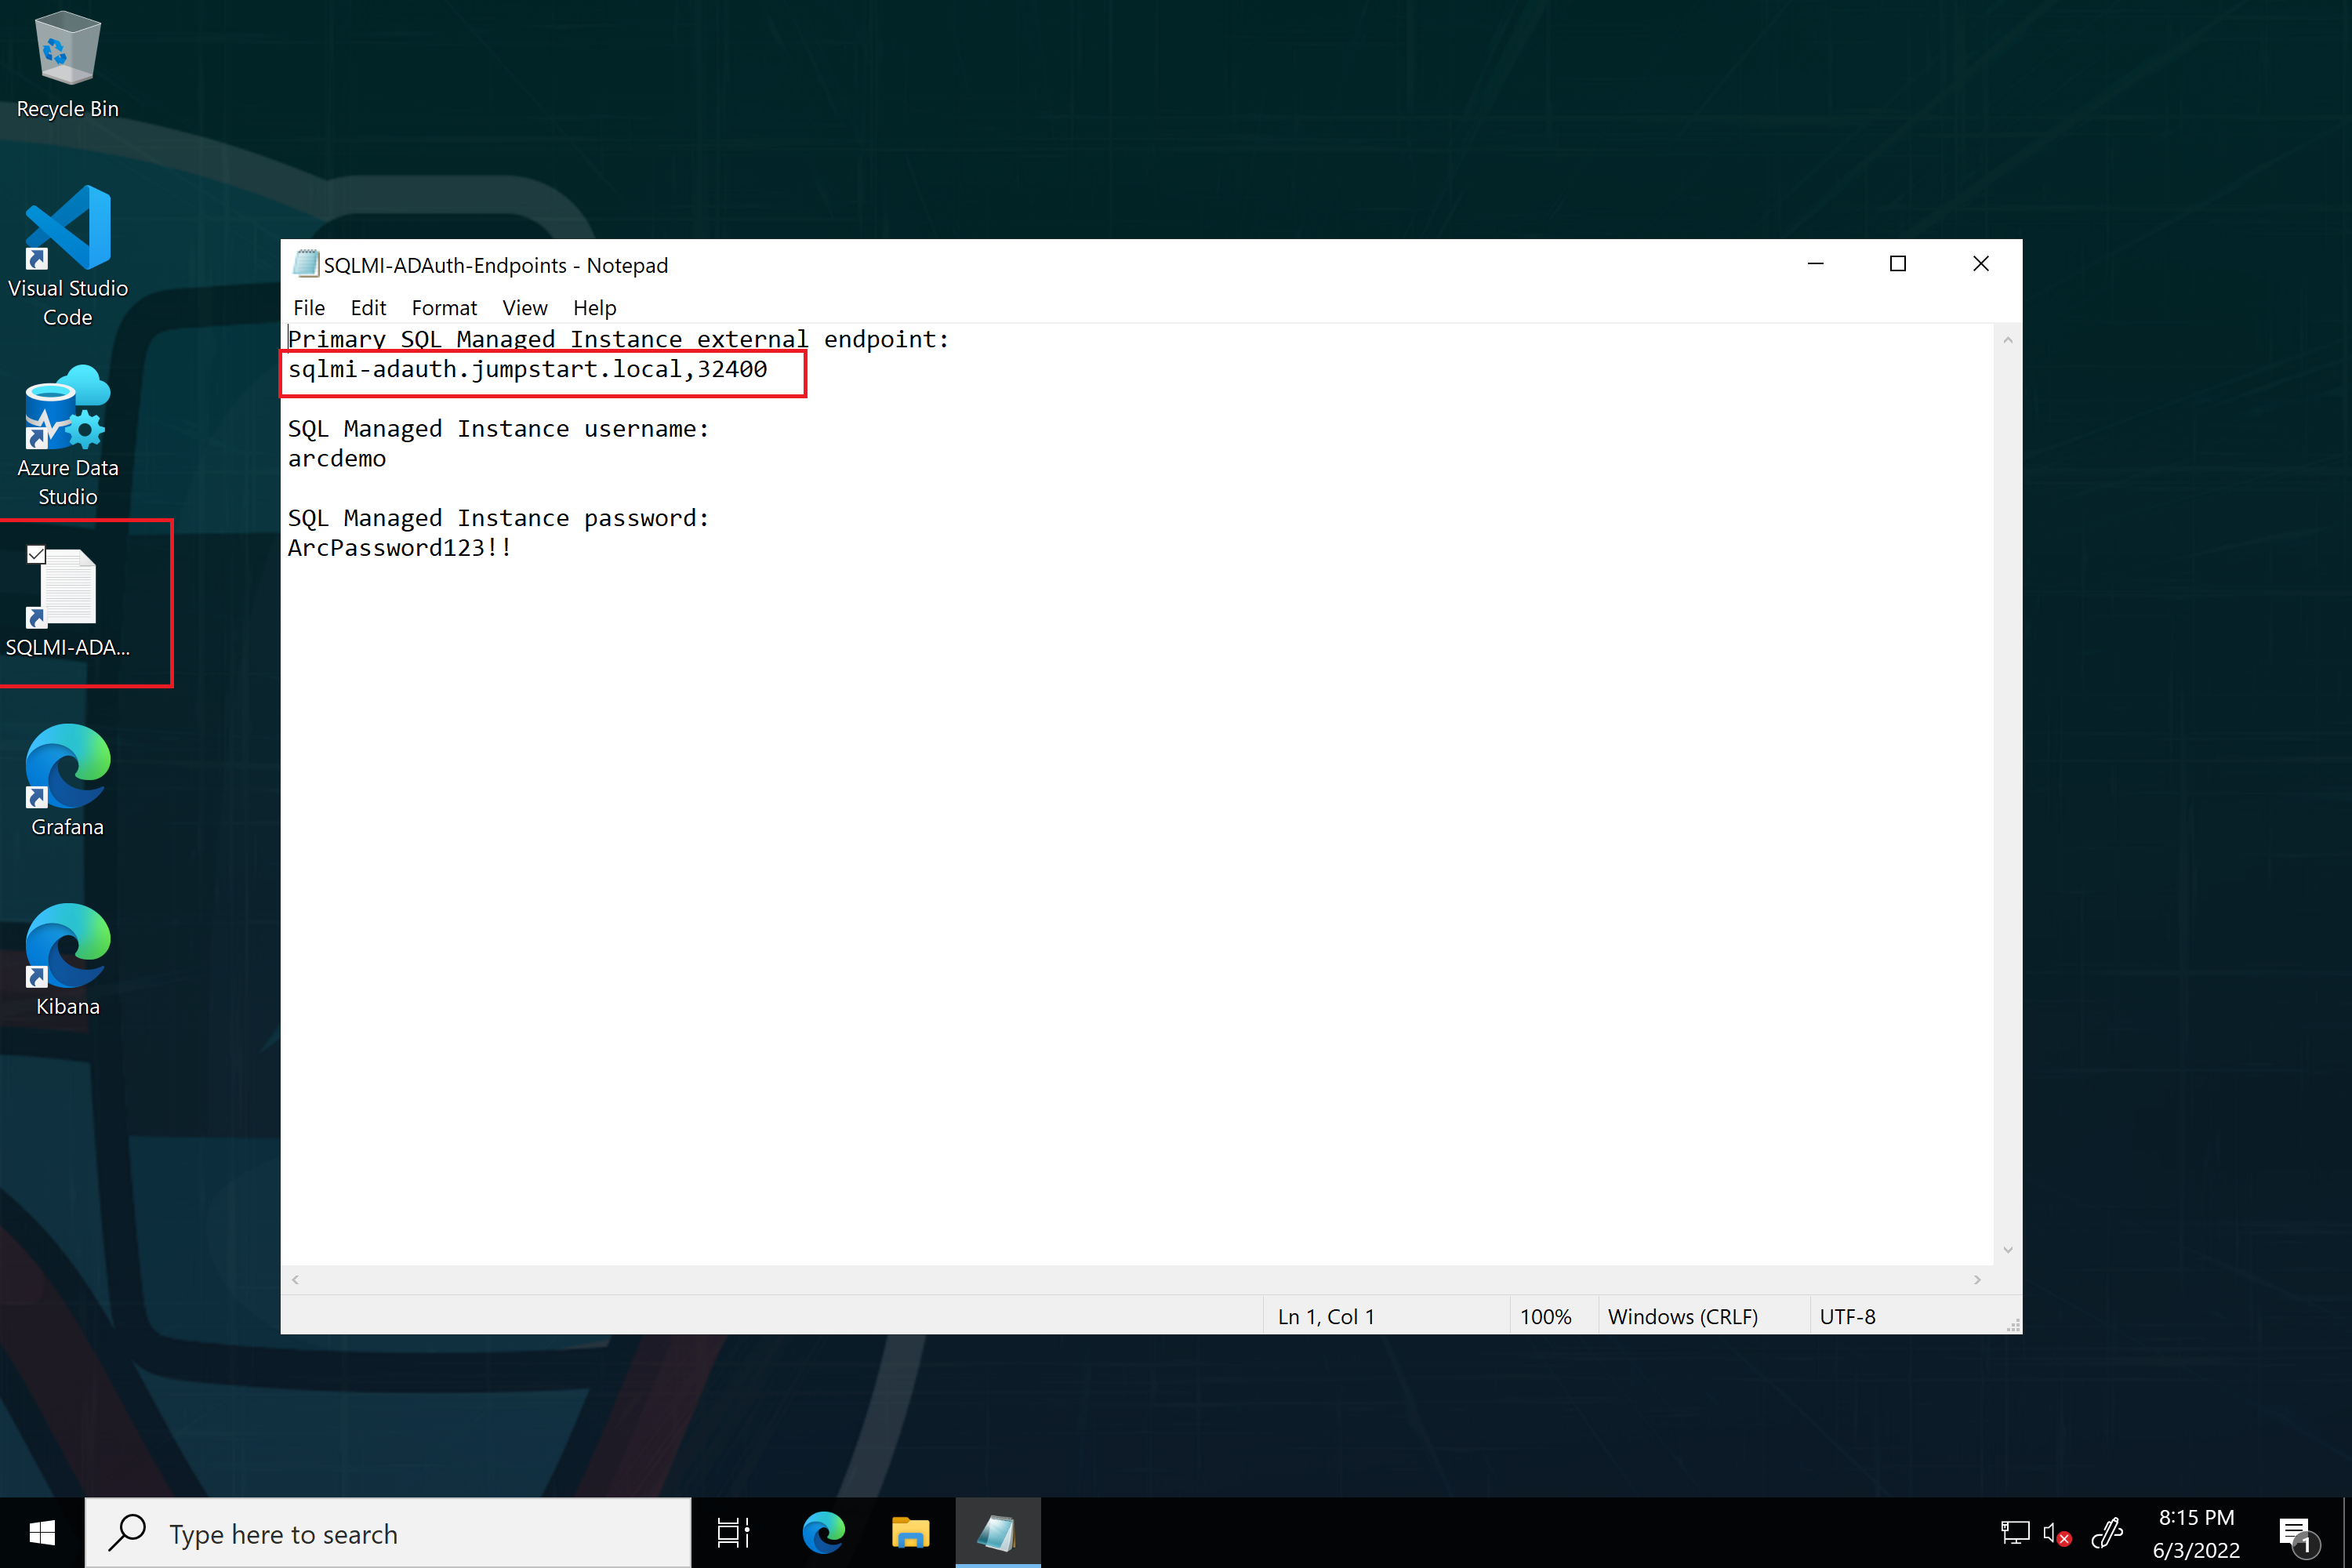 Recycle Bin
Visual Studio
Code
Azure Data
Studio
SQLMI-ADA...
Grafana
Kibana
SQLMI-ADAuth-Endpoints - Notepad
File Edit Format View Help
Primary SQL Managed Instance external endpoint:
sqlmi-adauth.jumpstart.local,32400
SQL Managed Instance username:
arcdemo
SQL Managed Instance password:
ArcPassword123!!
Ln 1, Col 1 100% Windows (CRLF) UTF-8
Type here to search
8:15 PM
6/3/2022
1